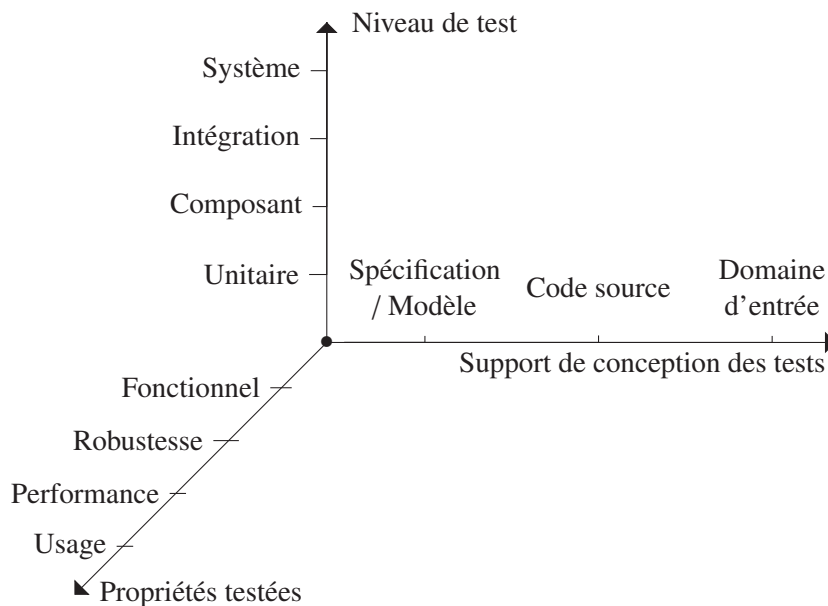 Niveau de test
Système
Intégration
Composant
Unitaire
Spécification
/ Modèle
Code source
Domaine
d'entrée
Support de conception des tests
Fonctionnel
Robustesse
Performance
Usage
Propriétés testées